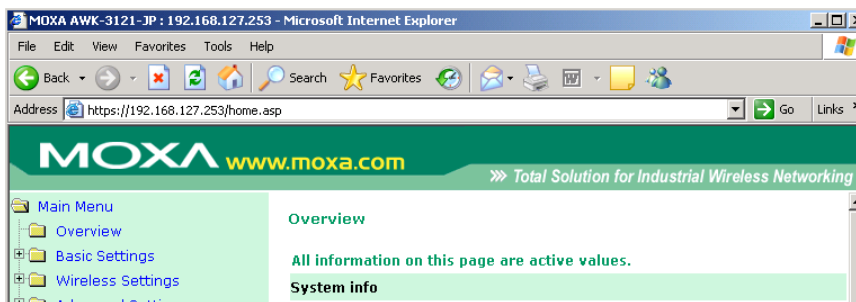 MOXA AWK-3121-JP : 192.168.127.253 - Microsoft Internet Explorer
File Edit View Favorites Tools Help
Back Search Favorites
Address https://192.168.127.253/home.asp Go Links
MOXA www.moxa.com
Total Solution for Industrial Wireless Networking
Main Menu
Overview
Basic Settings
Wireless Settings
Overview
All information on this page are active values.
System info